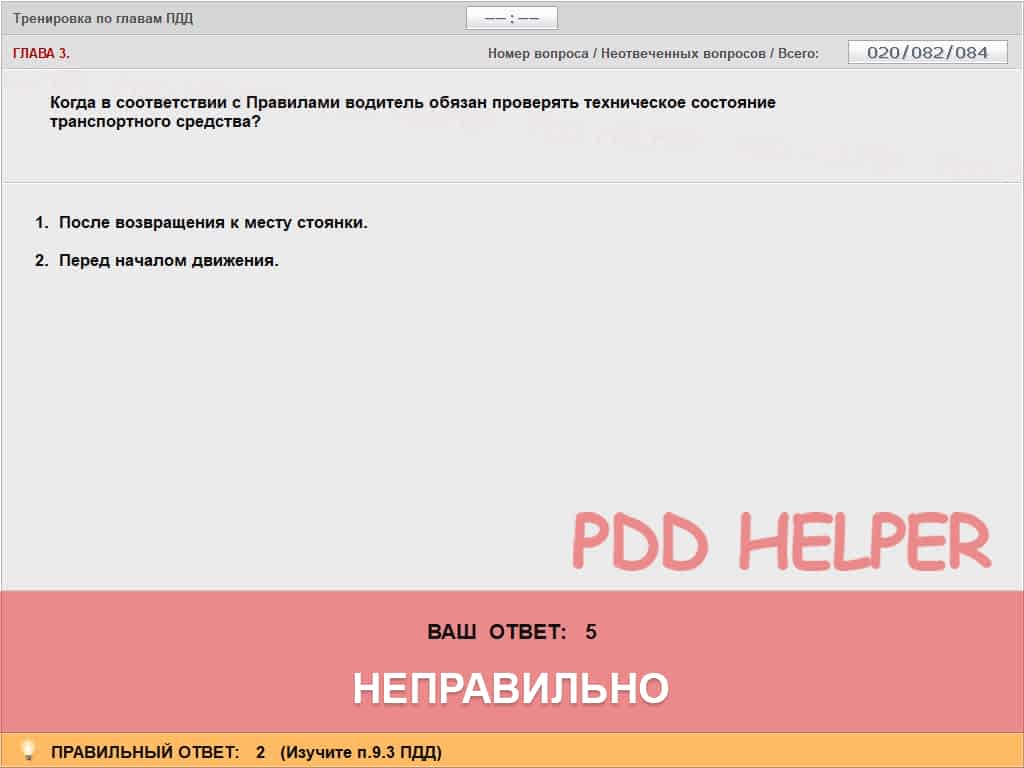 Тренировка по главам ПДД
—— : ——
ГЛАВА 3.
Номер вопроса / Неотвеченных вопросов / Всего:
020/082/084
Когда в соответствии с Правилами водитель обязан проверять техническое состояние
транспортного средства?
1. После возвращения к месту стоянки.
2. Перед началом движения.
PDD HELPER
ВАШ ОТВЕТ: 5
НЕПРАВИЛЬНО
ПРАВИЛЬНЫЙ ОТВЕТ: 2 (Изучите п.9.3 ПДД)